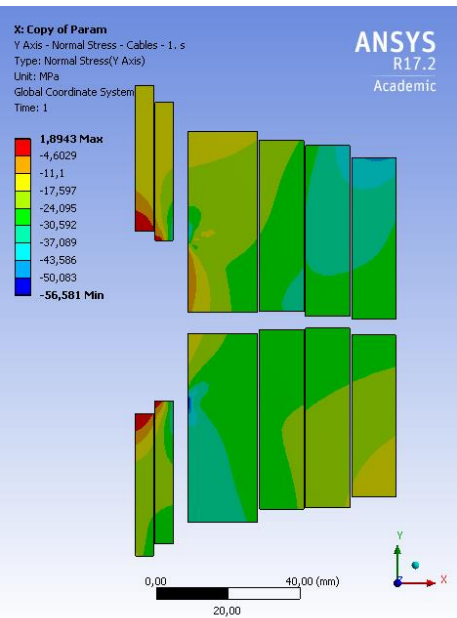 X: Copy of Param
Y Axis - Normal Stress - Cables - 1. s
Type: Normal Stress(Y Axis)
Unit: MPa
Global Coordinate System
Time: 1
ANSYS
R17.2
Academic
1,8943 Max
-4,6029
-11,1
-17,597
-24,095
-30,592
-37,089
-43,586
-50,083
-56,581 Min
Y
Z
X
0,00 40,00 (mm)
20,00